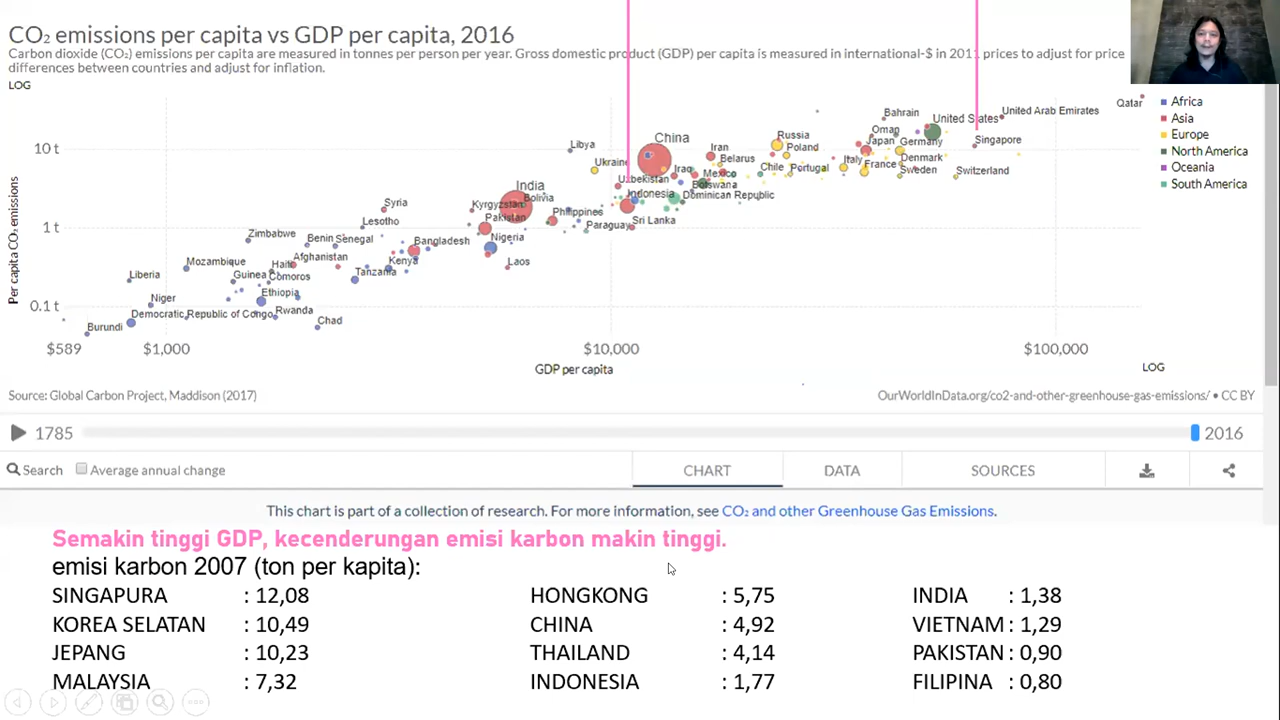 CO₂ emissions per capita vs GDP per capita, 2016
Carbon dioxide (CO₂) emissions per capita are measured in tonnes per person per year. Gross domestic product (GDP) per capita is measured in international-$ in 2011 prices to adjust for price
differences between countries and adjust for inflation.
LOG
Per capita CO₂ emissions
10 t
1 t
0.1 t
Qatar
United Arab Emirates
Bahrain
United States
Singapore
Oman
Japan
Germany
Denmark
Italy
France
Sweden
Switzerland
Russia
Poland
Portugal
Chile
Iran
Belarus
Iraq
Mexico
Botswana
Dominican Republic
China
Libya
Ukraine
Uzbekistan
Indonesia
Sri Lanka
India
Bolivia
Kyrgyzstan
Pakistan
Philippines
Paraguay
Nigeria
Laos
Syria
Lesotho
Zimbabwe
Benin
Senegal
Bangladesh
Kenya
Tanzania
Mozambique
Haiti
Afghanistan
Liberia
Guinea
Comoros
Niger
Ethiopia
Democratic Republic of Congo
Rwanda
Chad
Burundi
Africa
Asia
Europe
North America
Oceania
South America
$589
$1,000
$10,000
$100,000
GDP per capita
LOG
Source: Global Carbon Project, Maddison (2017)
OurWorldInData.org/co2-and-other-greenhouse-gas-emissions/ • CC BY
1785
2016
Search
Average annual change
CHART
DATA
SOURCES
This chart is part of a collection of research. For more information, see CO₂ and other Greenhouse Gas Emissions.
Semakin tinggi GDP, kecenderungan emisi karbon makin tinggi.
emisi karbon 2007 (ton per kapita):
SINGAPURA : 12,08
KOREA SELATAN : 10,49
JEPANG : 10,23
MALAYSIA : 7,32
HONGKONG : 5,75
CHINA : 4,92
THAILAND : 4,14
INDONESIA : 1,77
INDIA : 1,38
VIETNAM : 1,29
PAKISTAN : 0,90
FILIPINA : 0,80